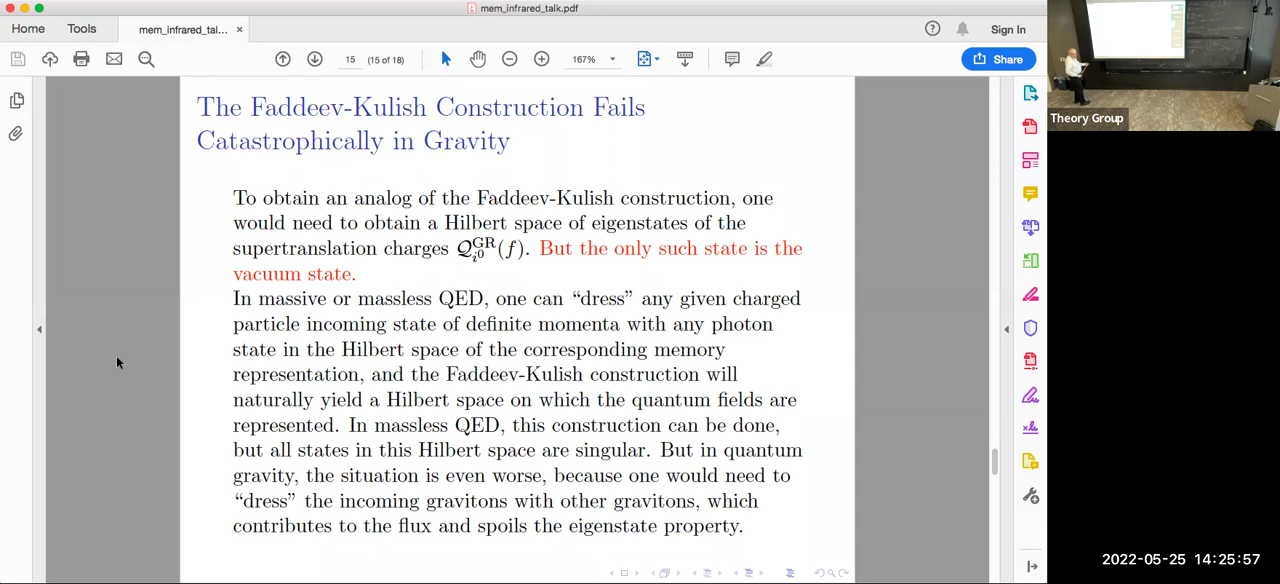 mem_infrared_talk.pdf
Home
Tools
mem_infrared_tal...
Sign In
15
(15 of 18)
167%
Share
The Faddeev-Kulish Construction Fails
Catastrophically in Gravity
To obtain an analog of the Faddeev-Kulish construction, one
would need to obtain a Hilbert space of eigenstates of the
supertranslation charges 𝒬_{i^0}^{GR}(f). But the only such state is the
vacuum state.
In massive or massless QED, one can “dress” any given charged
particle incoming state of definite momenta with any photon
state in the Hilbert space of the corresponding memory
representation, and the Faddeev-Kulish construction will
naturally yield a Hilbert space on which the quantum fields are
represented. In massless QED, this construction can be done,
but all states in this Hilbert space are singular. But in quantum
gravity, the situation is even worse, because one would need to
“dress” the incoming gravitons with other gravitons, which
contributes to the flux and spoils the eigenstate property.
Theory Group
2022-05-25 14:25:57